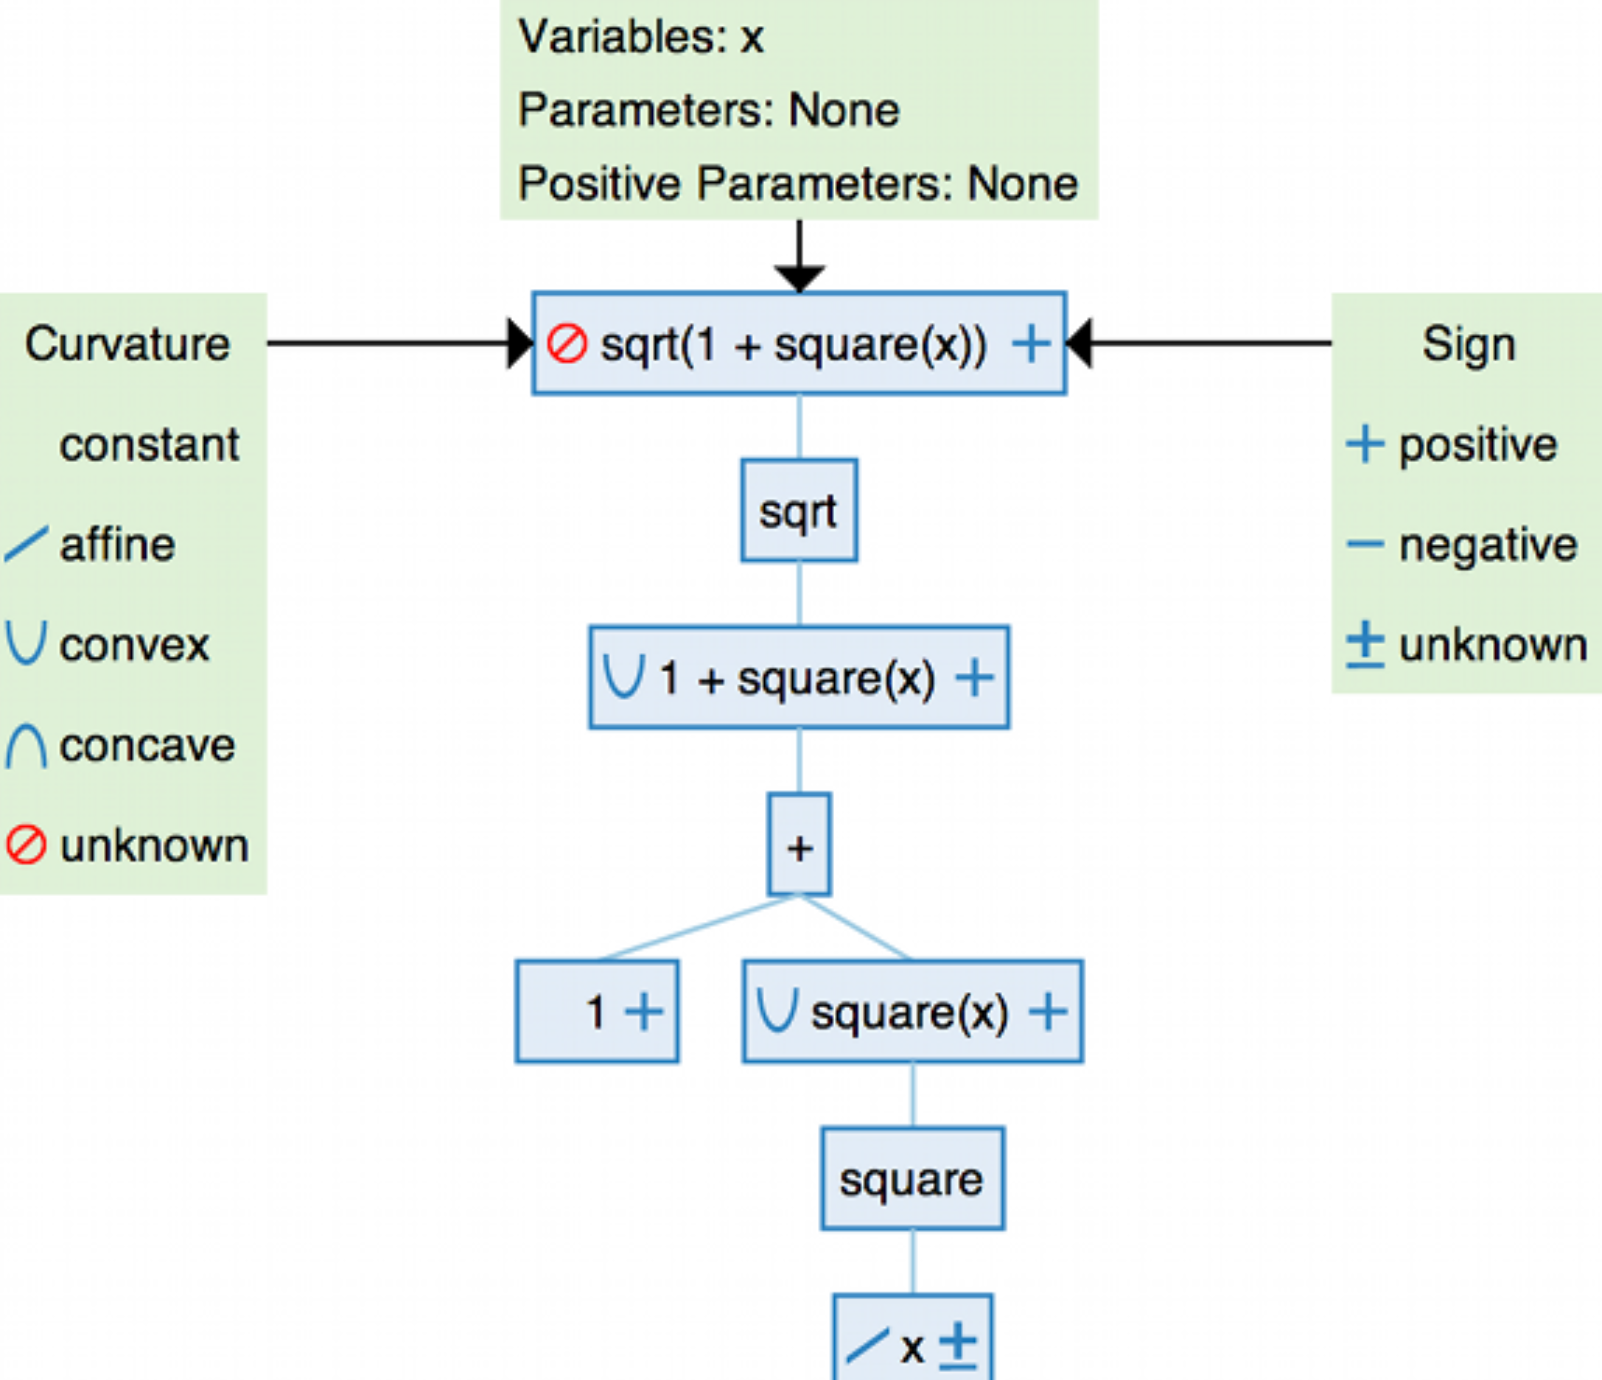 Variables: x
Parameters: None
Positive Parameters: None
Curvature
constant
affine
convex
concave
unknown
sqrt(1 + square(x)) +
sqrt
1 + square(x) +
+
1 +
square(x) +
square
x ±
Sign
+ positive
− negative
± unknown